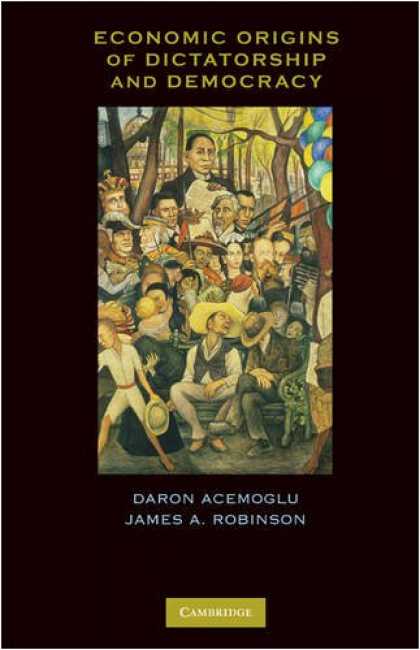 ECONOMIC ORIGINS
OF DICTATORSHIP
AND DEMOCRACY
DARON ACEMOGLU
JAMES A. ROBINSON
CAMBRIDGE